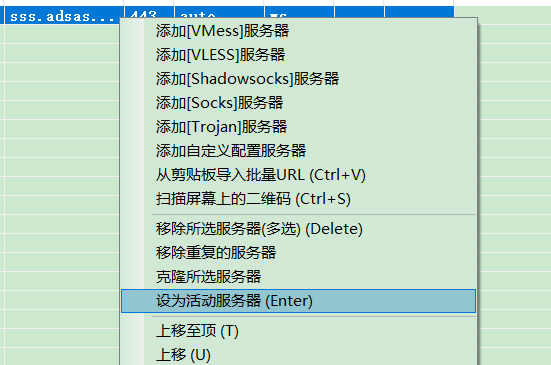 sss.adsas... 443 auto ws
添加[VMess]服务器
添加[VLESS]服务器
添加[Shadowsocks]服务器
添加[Socks]服务器
添加[Trojan]服务器
添加自定义配置服务器
从剪贴板导入批量URL (Ctrl+V)
扫描屏幕上的二维码 (Ctrl+S)
移除所选服务器(多选) (Delete)
移除重复的服务器
克隆所选服务器
设为活动服务器 (Enter)
上移至顶 (T)
上移 (U)